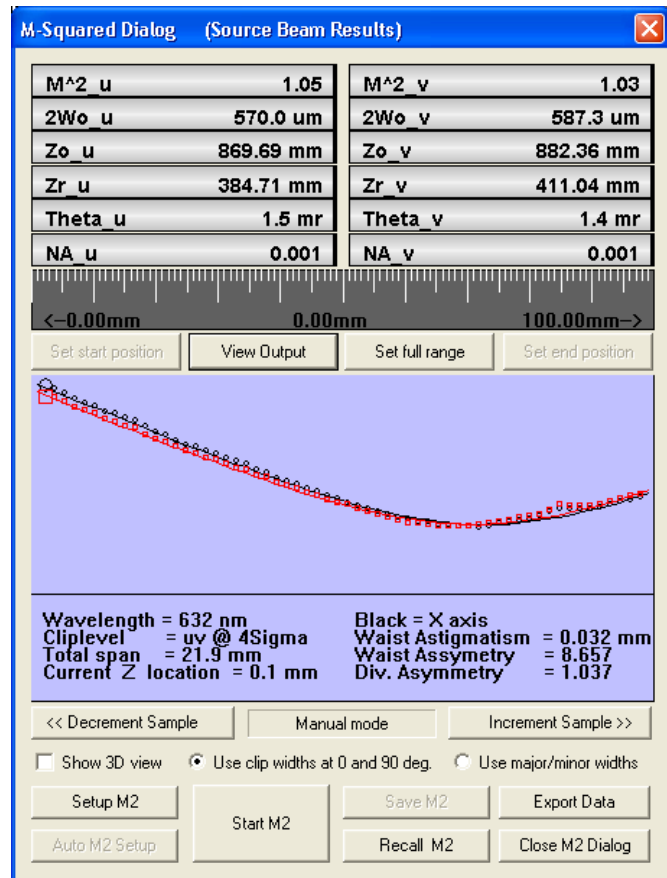 M-Squared Dialog (Source Beam Results)
M^2_u 1.05 M^2_v 1.03
2Wo_u 570.0 um 2Wo_v 587.3 um
Zo_u 869.69 mm Zo_v 882.36 mm
Zr_u 384.71 mm Zr_v 411.04 mm
Theta_u 1.5 mr Theta_v 1.4 mr
NA_u 0.001 NA_v 0.001
<-0.00mm 0.00mm 100.00mm->
Set start position View Output Set full range Set end position
Wavelength = 632 nm Black = X axis
Cliplevel = uv @ 4Sigma Waist Astigmatism = 0.032 mm
Total span = 21.9 mm Waist Assymetry = 8.657
Current Z location = 0.1 mm Div. Asymmetry = 1.037
<< Decrement Sample Manual mode Increment Sample >>
Show 3D view Use clip widths at 0 and 90 deg. Use major/minor widths
Setup M2 Start M2 Save M2 Export Data
Auto M2 Setup Recall M2 Close M2 Dialog